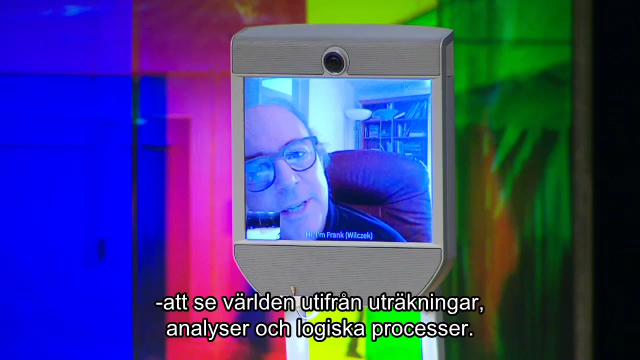 Hi, I'm Frank (Wilczek)
-att se världen utifrån uträkningar,
analyser och logiska processer.